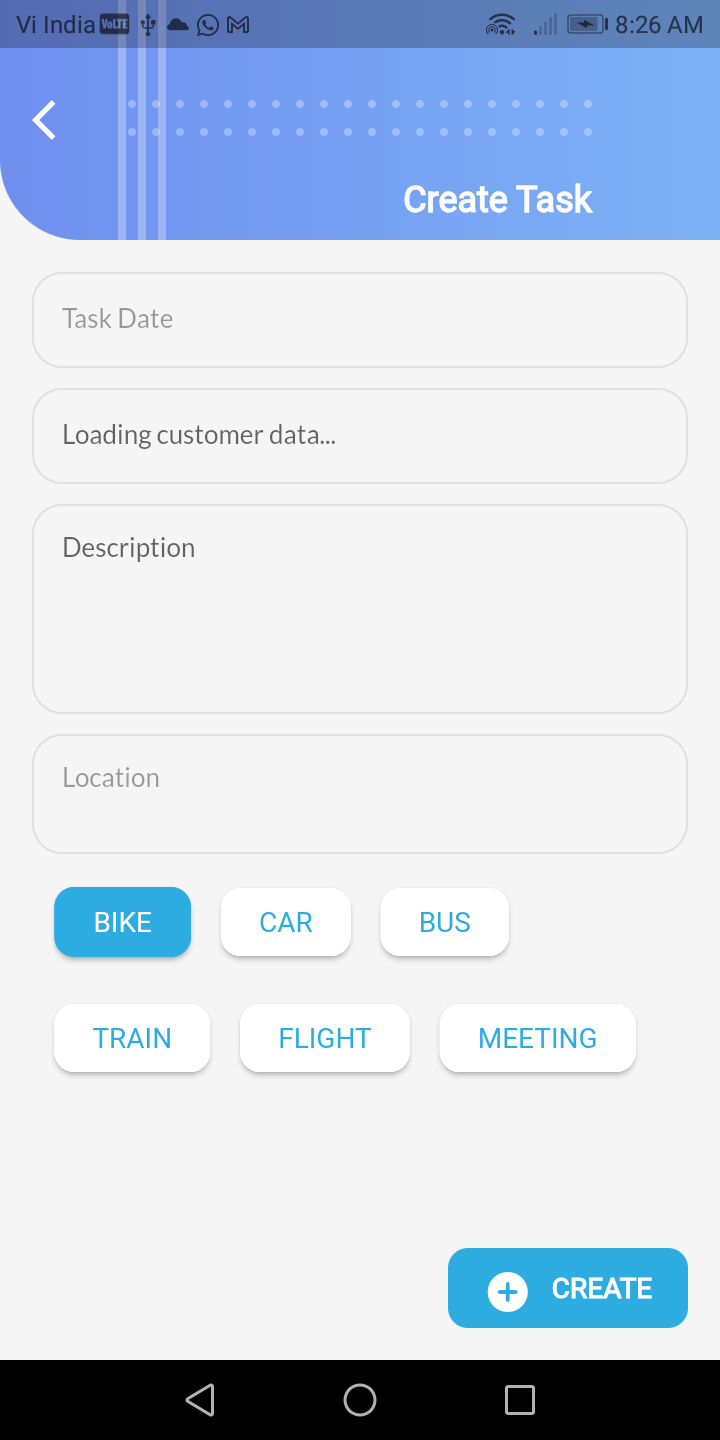 Vi India VoLTE 8:26 AM
Create Task
Task Date
Loading customer data...
Description
Location
BIKE CAR BUS
TRAIN FLIGHT MEETING
CREATE